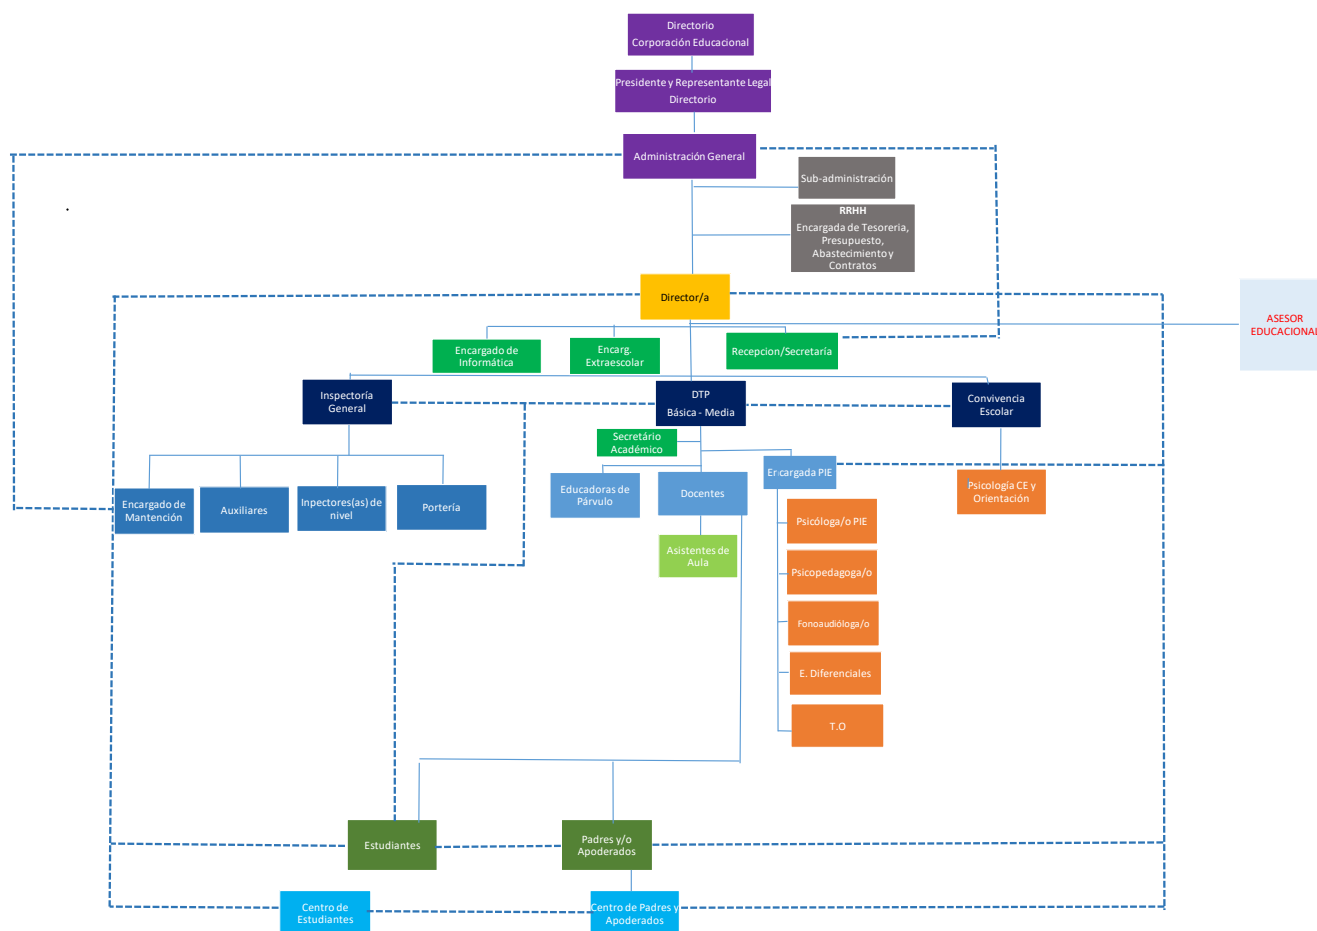 Directorio
Corporación Educacional
Presidente y Representante Legal
Directorio
Administración General
Sub-administración
RRHH
Encargada de Tesoreria,
Presupuesto,
Abastecimiento y
Contratos
Director/a
ASESOR
EDUCACIONAL
Encargado de
Informática
Encarg.
Extraescolar
Recepcion/Secretaría
Inspectoría
General
DTP
Básica - Media
Convivencia
Escolar
Secretário
Académico
Encargada PIE
Educadoras de
Párvulo
Docentes
Psicología CE y
Orientación
Encargado de
Mantención
Auxiliares
Inpectores(as) de
nivel
Portería
Psicóloga/o PIE
Asistentes de
Aula
Psicopedagoga/o
Fonoaudióloga/o
E. Diferenciales
T.O
Estudiantes
Padres y/o
Apoderados
Centro de
Estudiantes
Centro de Padres y
Apoderados